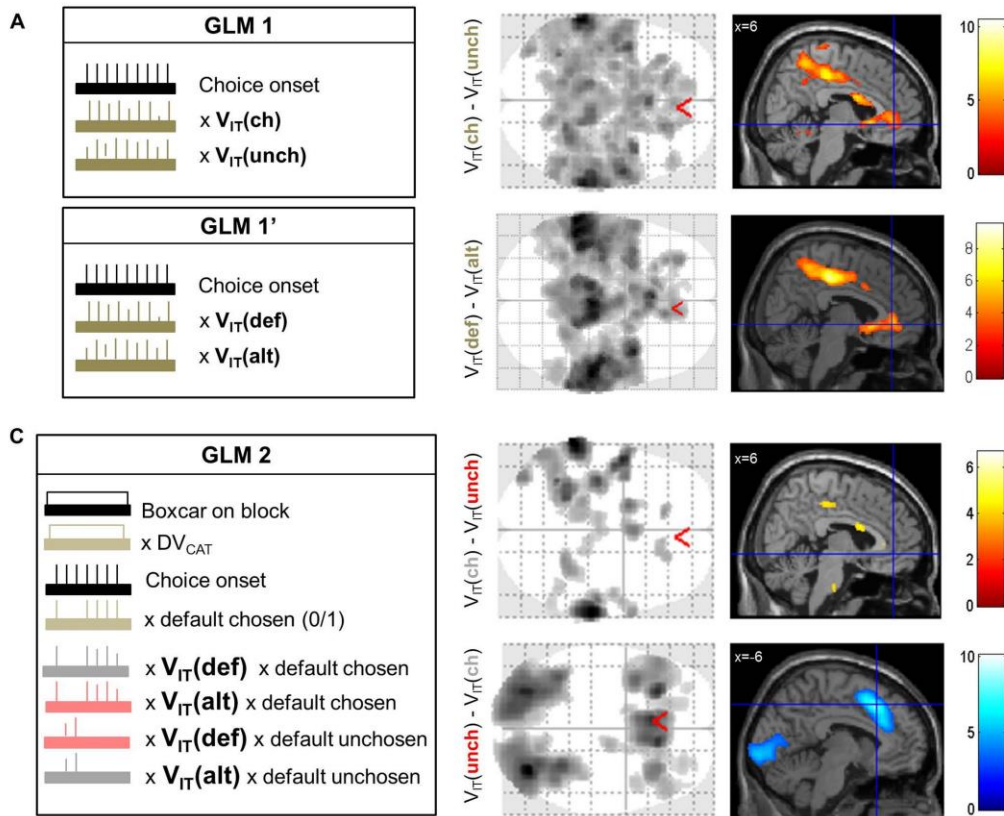 A
GLM 1
Choice onset
x V_IT(ch)
x V_IT(unch)
V_IT(ch) - V_IT(unch)
x=6
10
5
0
GLM 1’
Choice onset
x V_IT(def)
x V_IT(alt)
V_IT(def) - V_IT(alt)
8
6
4
2
0
C
GLM 2
Boxcar on block
x DV_CAT
Choice onset
x default chosen (0/1)
x V_IT(def) x default chosen
x V_IT(alt) x default chosen
x V_IT(def) x default unchosen
x V_IT(alt) x default unchosen
V_IT(ch) - V_IT(unch)
x=6
6
4
2
0
V_IT(unch) - V_IT(ch)
x=-6
10
5
0